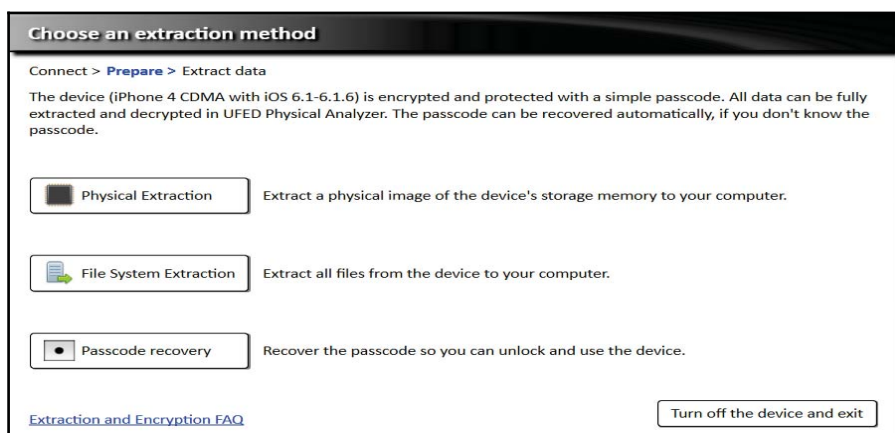 Choose an extraction method
Connect > Prepare > Extract data
The device (iPhone 4 CDMA with iOS 6.1-6.1.6) is encrypted and protected with a simple passcode. All data can be fully
extracted and decrypted in UFED Physical Analyzer. The passcode can be recovered automatically, if you don't know the
passcode.
Physical Extraction Extract a physical image of the device's storage memory to your computer.
File System Extraction Extract all files from the device to your computer.
Passcode recovery Recover the passcode so you can unlock and use the device.
Extraction and Encryption FAQ Turn off the device and exit